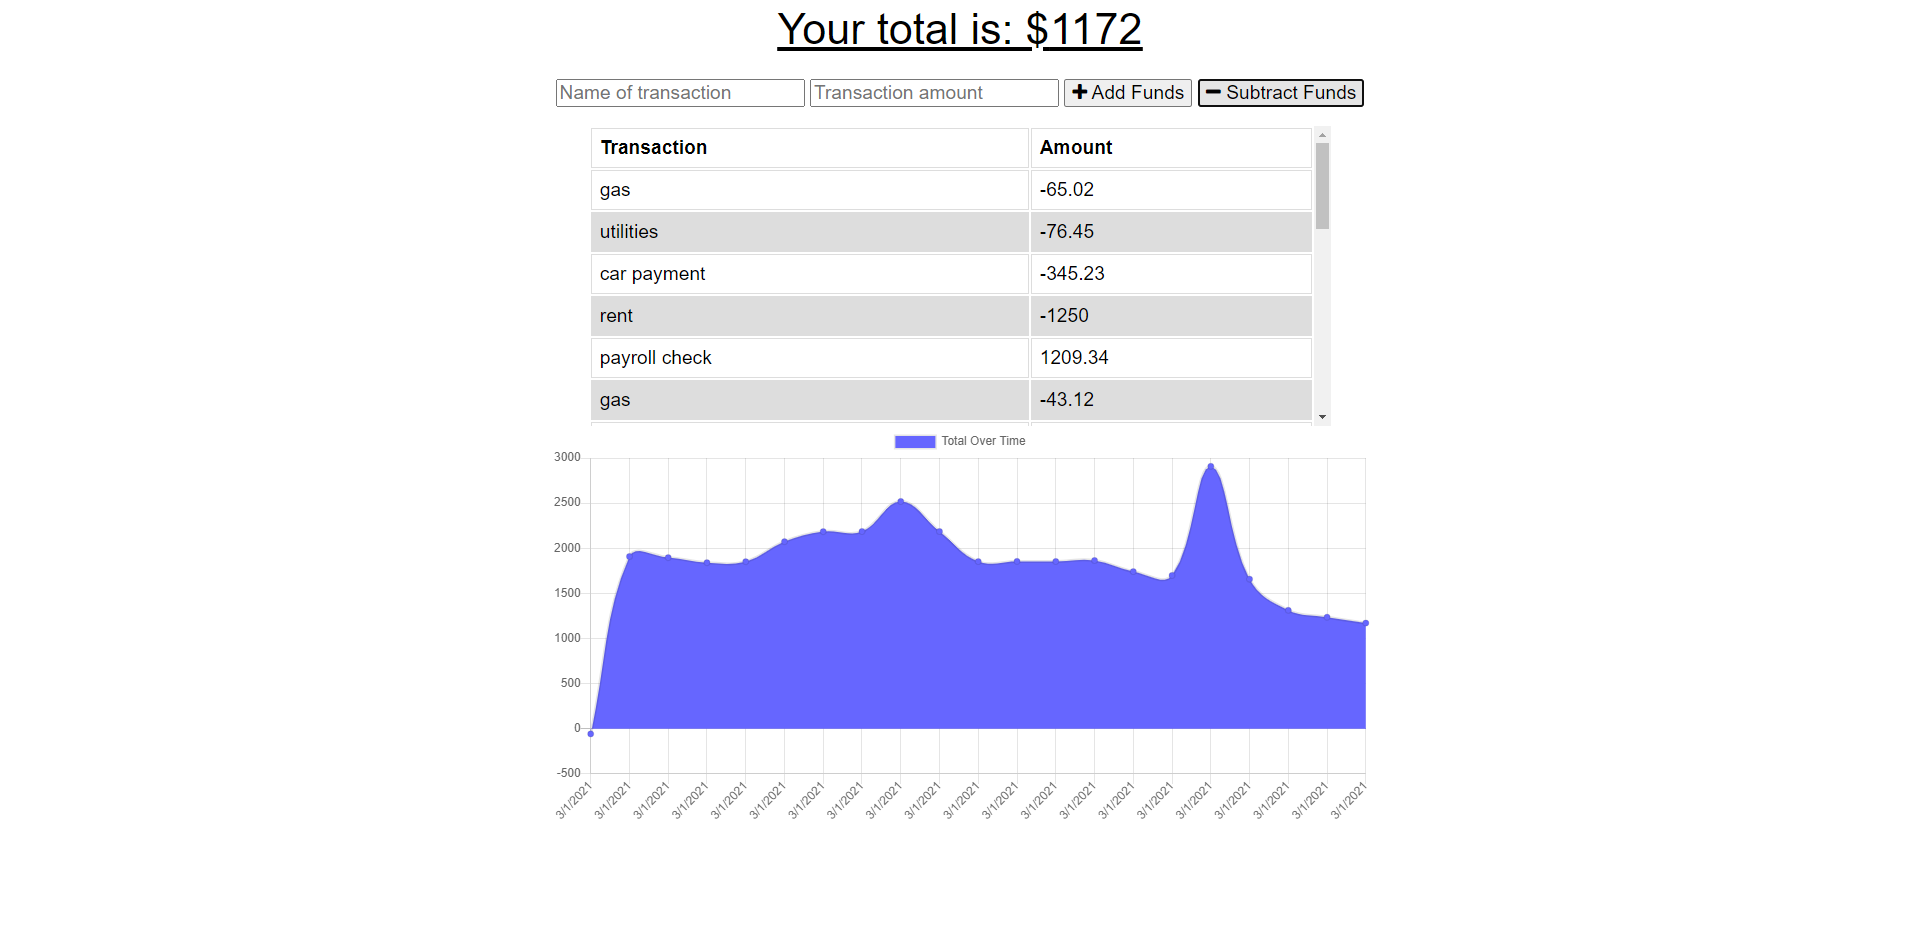 Your total is: $1172
Name of transaction Transaction amount Add Funds Subtract Funds
Transaction Amount
gas -65.02
utilities -76.45
car payment -345.23
rent -1250
payroll check 1209.34
gas -43.12
Total Over Time
3000
2500
2000
1500
1000
500
0
-500
3/1/2021 3/1/2021 3/1/2021 3/1/2021 3/1/2021 3/1/2021 3/1/2021 3/1/2021 3/1/2021 3/1/2021 3/1/2021 3/1/2021 3/1/2021 3/1/2021 3/1/2021 3/1/2021 3/1/2021 3/1/2021 3/1/2021 3/1/2021 3/1/2021